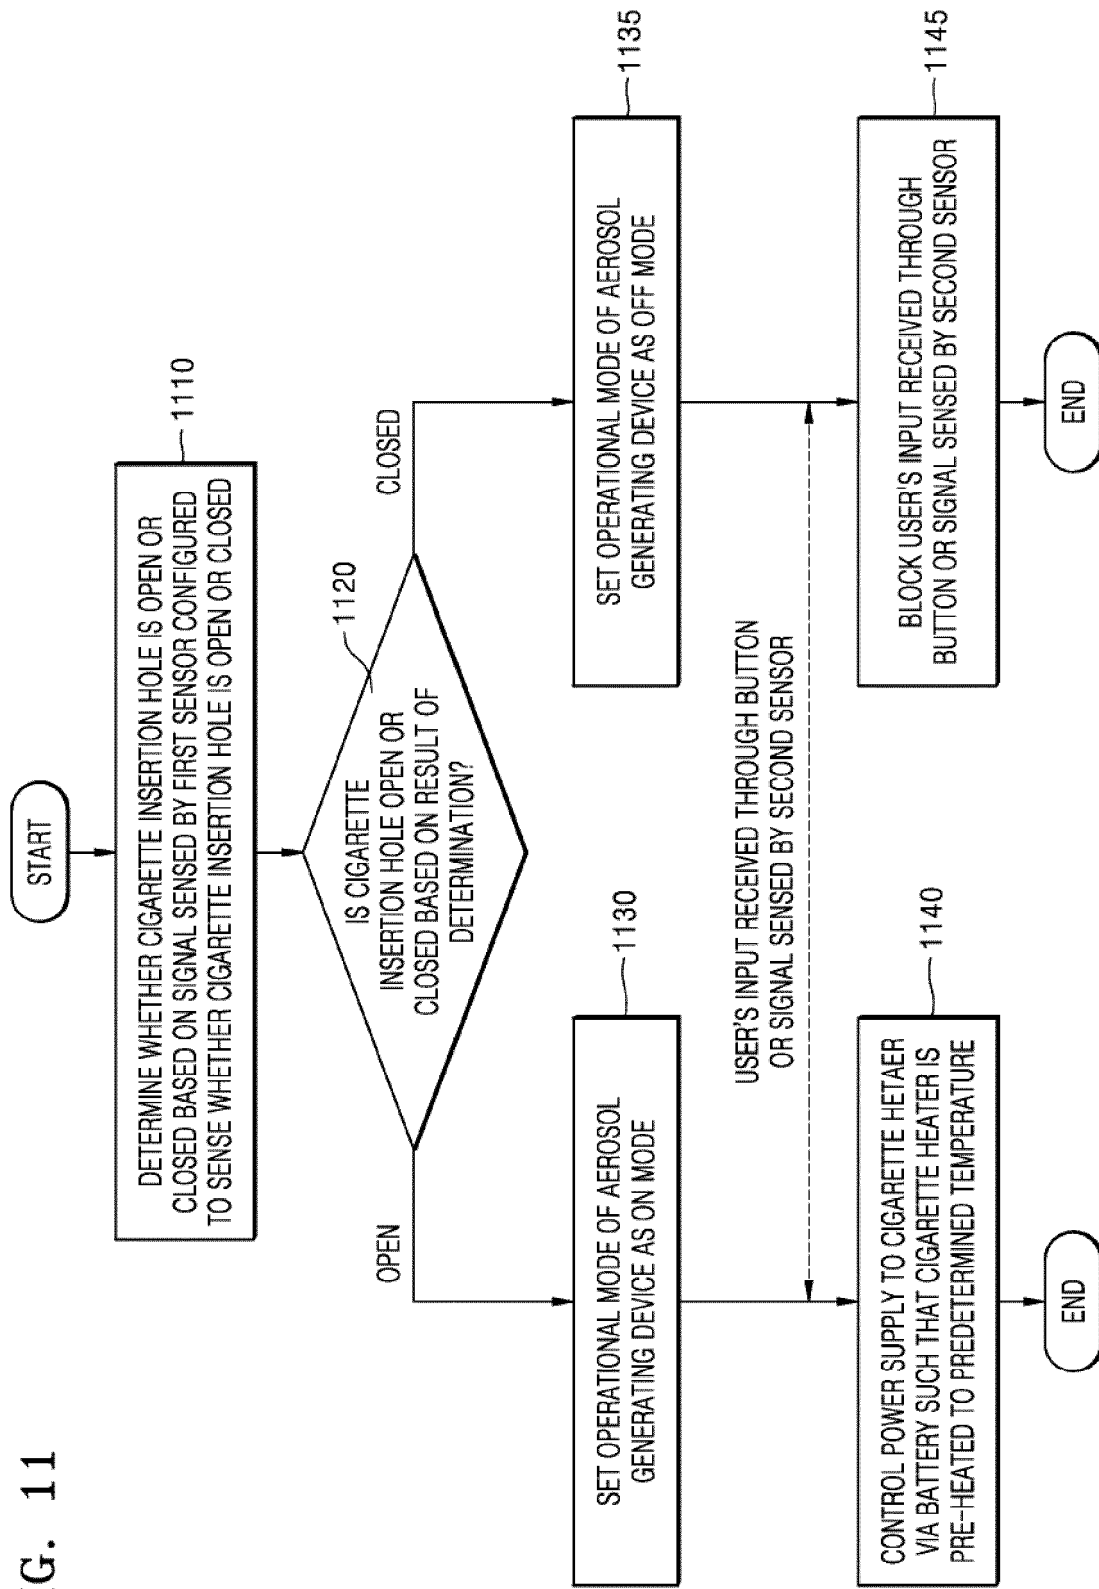 G. 11
START
DETERMINE WHETHER CIGARETTE INSERTION HOLE IS OPEN OR
CLOSED BASED ON SIGNAL SENSED BY FIRST SENSOR CONFIGURED
TO SENSE WHETHER CIGARETTE INSERTION HOLE IS OPEN OR CLOSED
1110
IS CIGARETTE
INSERTION HOLE OPEN OR
CLOSED BASED ON RESULT OF
DETERMINATION?
1120
OPEN
CLOSED
SET OPERATIONAL MODE OF AEROSOL
GENERATING DEVICE AS ON MODE
1130
SET OPERATIONAL MODE OF AEROSOL
GENERATING DEVICE AS OFF MODE
1135
USER'S INPUT RECEIVED THROUGH BUTTON
OR SIGNAL SENSED BY SECOND SENSOR
CONTROL POWER SUPPLY TO CIGARETTE HETAER
VIA BATTERY SUCH THAT CIGARETTE HEATER IS
PRE-HEATED TO PREDETERMINED TEMPERATURE
1140
BLOCK USER'S INPUT RECEIVED THROUGH
BUTTON OR SIGNAL SENSED BY SECOND SENSOR
1145
END
END